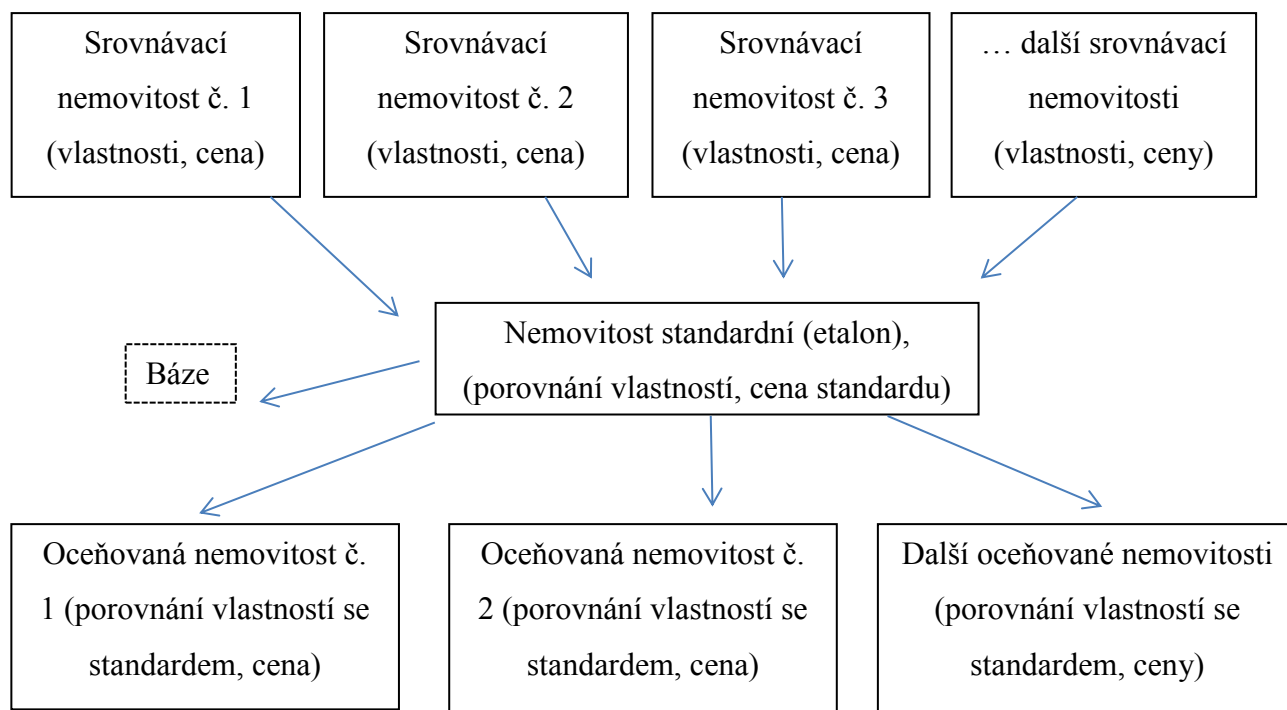 Srovnávací
nemovitost č. 1
(vlastnosti, cena)
Srovnávací
nemovitost č. 2
(vlastnosti, cena)
Srovnávací
nemovitost č. 3
(vlastnosti, cena)
… další srovnávací
nemovitosti
(vlastnosti, ceny)
Nemovitost standardní (etalon),
(porovnání vlastností, cena standardu)
Báze
Oceňovaná nemovitost č.
1 (porovnání vlastností se
standardem, cena)
Oceňovaná nemovitost č.
2 (porovnání vlastností se
standardem, cena)
Další oceňované nemovitosti
(porovnání vlastností se
standardem, ceny)